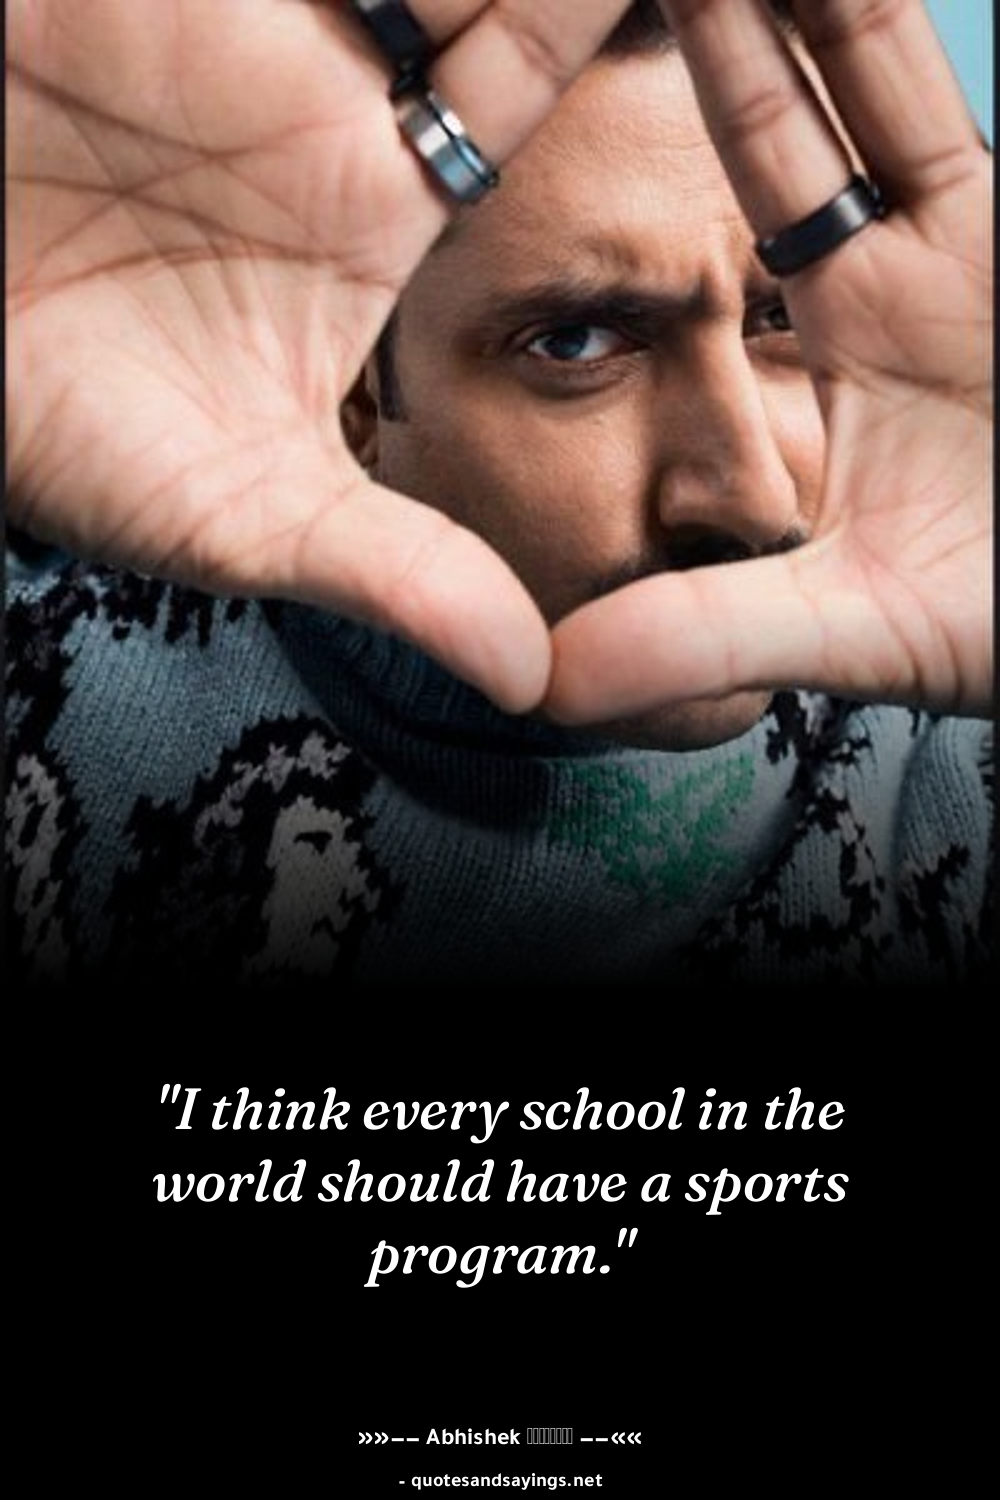 "I think every school in the
world should have a sports
program."
»»–– Abhishek ––««
- quotesandsayings.net